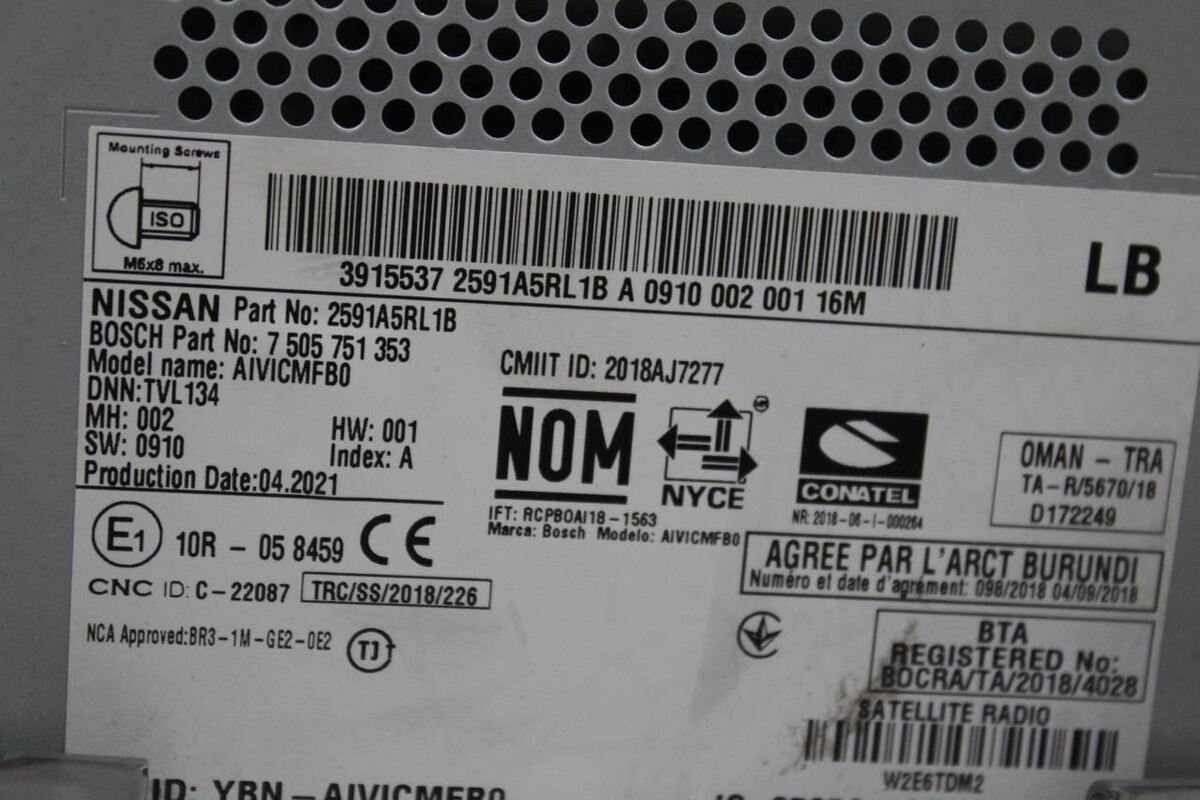 Mounting Screws
ISO
M5x8 max.
3915537 2591A5RL1B A 0910 002 001 16M
LB
NISSAN Part No: 2591A5RL1B
BOSCH Part No: 7 505 751 353
Model name: AIVICMFB0
DNN:TVL134
MH: 002
HW: 001
SW: 0910
Index: A
Production Date:04.2021
CMIIT ID: 2018AJ7277
NOM
NYCE
MR
CONATEL
NR: 2018-06-I-000264
IFT: RCPBOAI18-1563
Marca: Bosch Modelo: AIVICMFB0
OMAN - TRA
TA-R/5670/18
D172249
E1
10R - 05 8459
CE
CNC ID: C-22087
TRC/SS/2018/226
AGREE PAR L'ARCT BURUNDI
Numéro et date d'agrément: 098/2018 04/09/2018
NCA Approved:BR3-1M-GE2-0E2
TJ
BTA
REGISTERED No:
BOCRA/TA/2018/4028
SATELLITE RADIO
W2E6TDM2
ID: YBN-AIVICMFB0